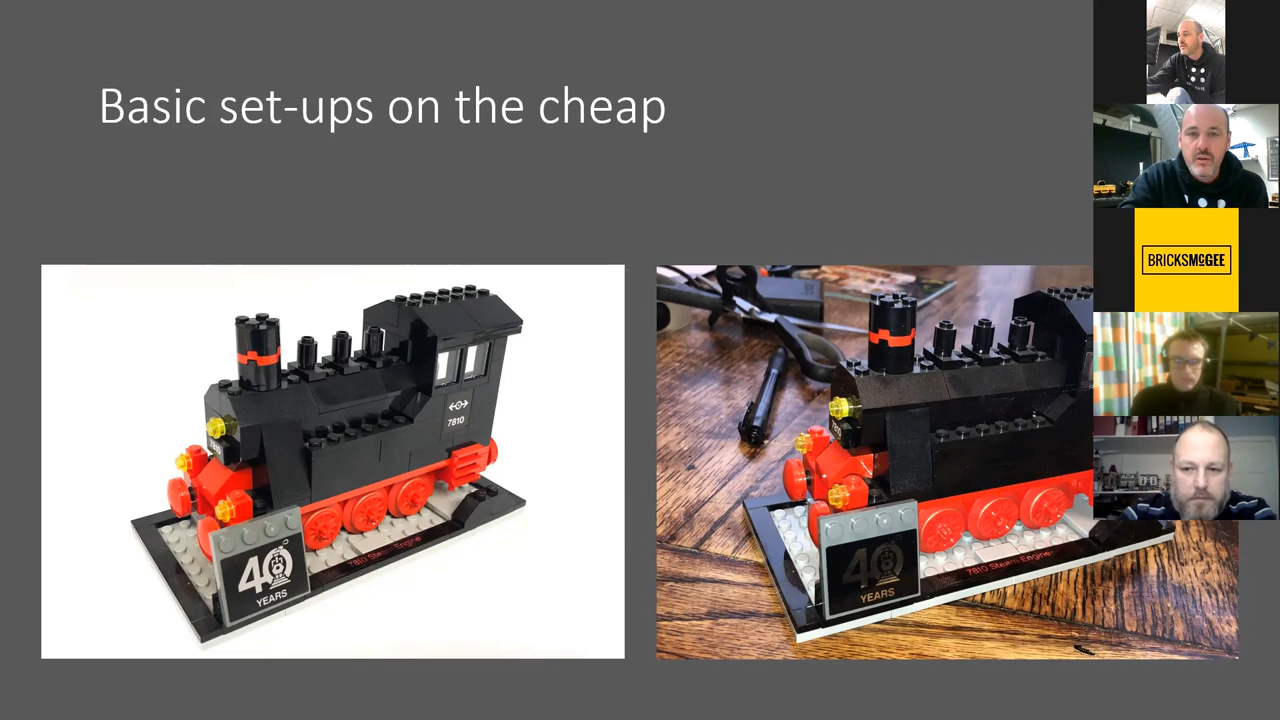 Basic set-ups on the cheap
7810
40
YEARS
7810 Steam Engine
40
YEARS
7810 Steam Engine
BRICKSMCGEE